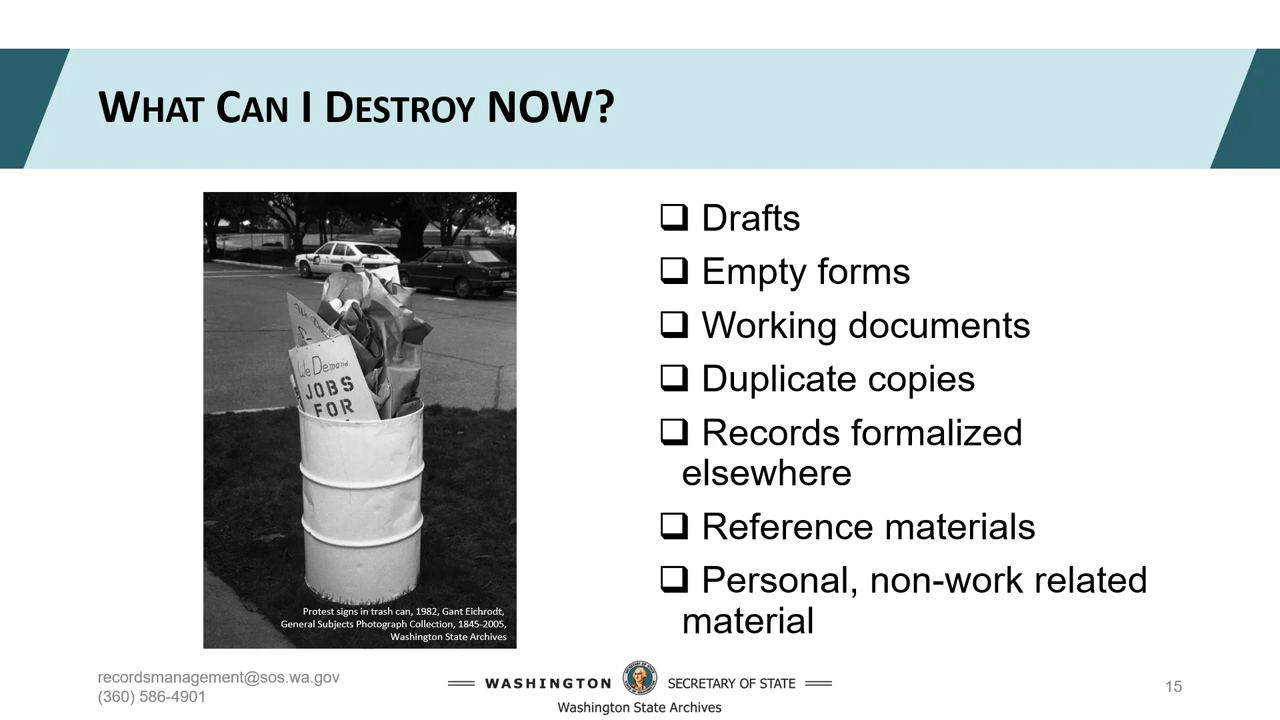 WHAT CAN I DESTROY NOW?
We Demand
JOBS
FOR
Protest signs in trash can, 1982, Gant Eichrodt,
General Subjects Photograph Collection, 1845-2005,
Washington State Archives
❑ Drafts
❑ Empty forms
❑ Working documents
❑ Duplicate copies
❑ Records formalized
elsewhere
❑ Reference materials
❑ Personal, non-work related
material
recordsmanagement@sos.wa.gov
(360) 586-4901
WASHINGTON SECRETARY OF STATE
Washington State Archives
15